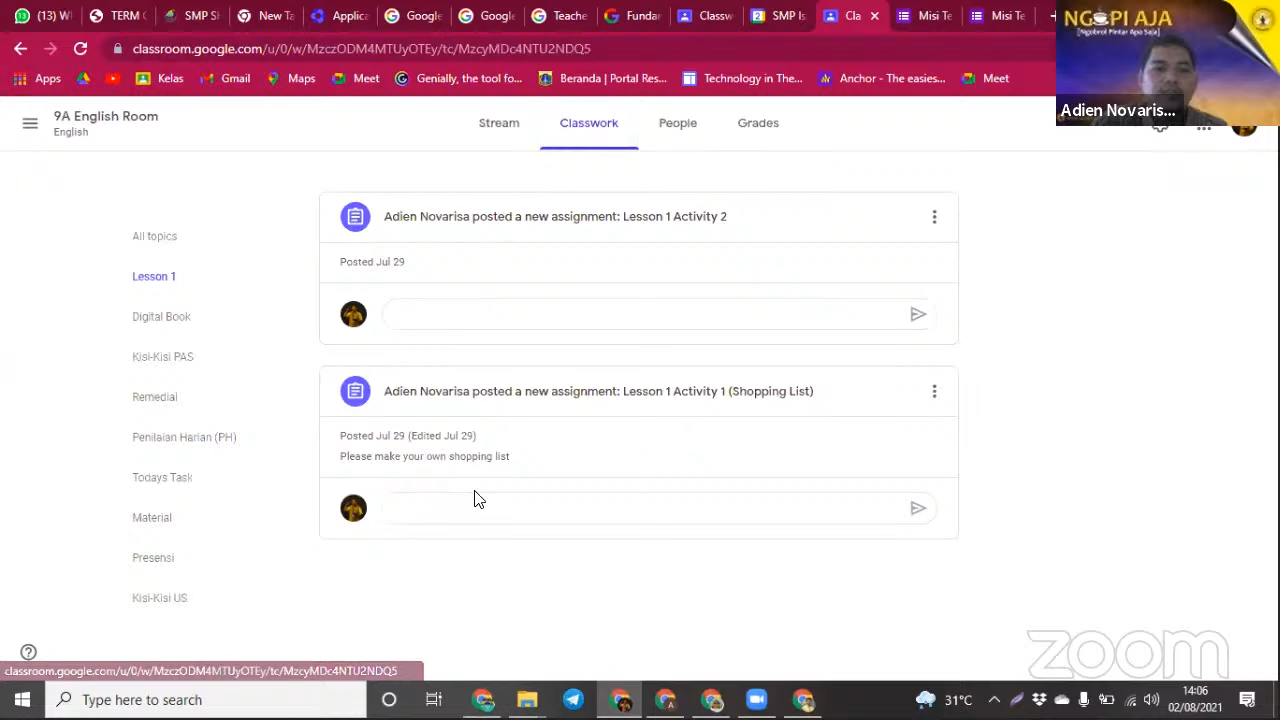 (13) W
TERM
SMP S
New Ta
Applica
Google
Google
Teache
Fundar
Classw
SMP Is
Cla
Misi Te
Misi Te
classroom.google.com/u/0/w/MzczODM4MTUyOTEy/tc/MzcyMDc4NTU2NDQ5
Apps
Kelas
Gmail
Maps
Meet
Genially, the tool fo...
Beranda | Portal Res...
Technology in The...
Anchor - The easies...
Meet
NGOPI AJA
[Ngobrol Pintar Apa Saja]
Adien Novaris...
9A English Room
English
Stream
Classwork
People
Grades
All topics
Lesson 1
Digital Book
Kisi-Kisi PAS
Remedial
Penilaian Harian (PH)
Todays Task
Material
Presensi
Kisi-Kisi US
Adien Novarisa posted a new assignment: Lesson 1 Activity 2
Posted Jul 29
Adien Novarisa posted a new assignment: Lesson 1 Activity 1 (Shopping List)
Posted Jul 29 (Edited Jul 29)
Please make your own shopping list
zoom
classroom.google.com/u/0/w/MzczODM4MTUyOTEy/tc/MzcyMDc4NTU2NDQ5
Type here to search
31°C
14:06
02/08/2021